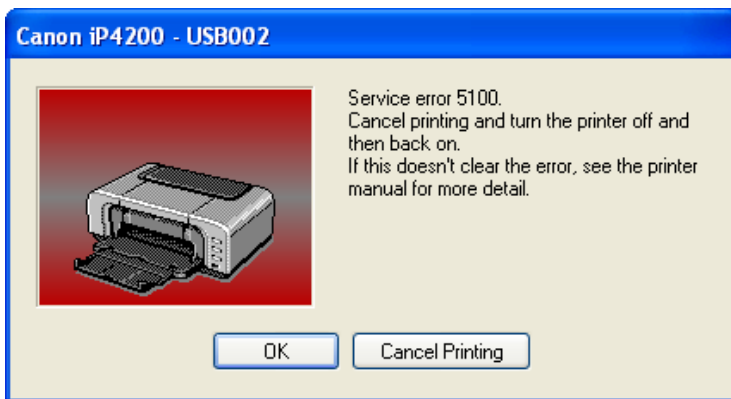 Canon iP4200 - USB002
Service error 5100.
Cancel printing and turn the printer off and
then back on.
If this doesn't clear the error, see the printer
manual for more detail.
OK
Cancel Printing